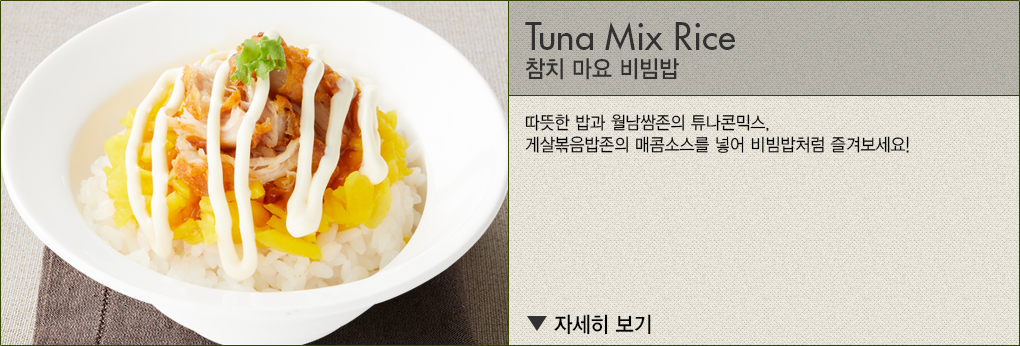 Tuna Mix Rice
참치 마요 비빔밥
따뜻한 밥과 월남쌈존의 튜나콘믹스,
게살볶음밥존의 매콤소스를 넣어 비빔밥처럼 즐겨보세요!
▼ 자세히 보기